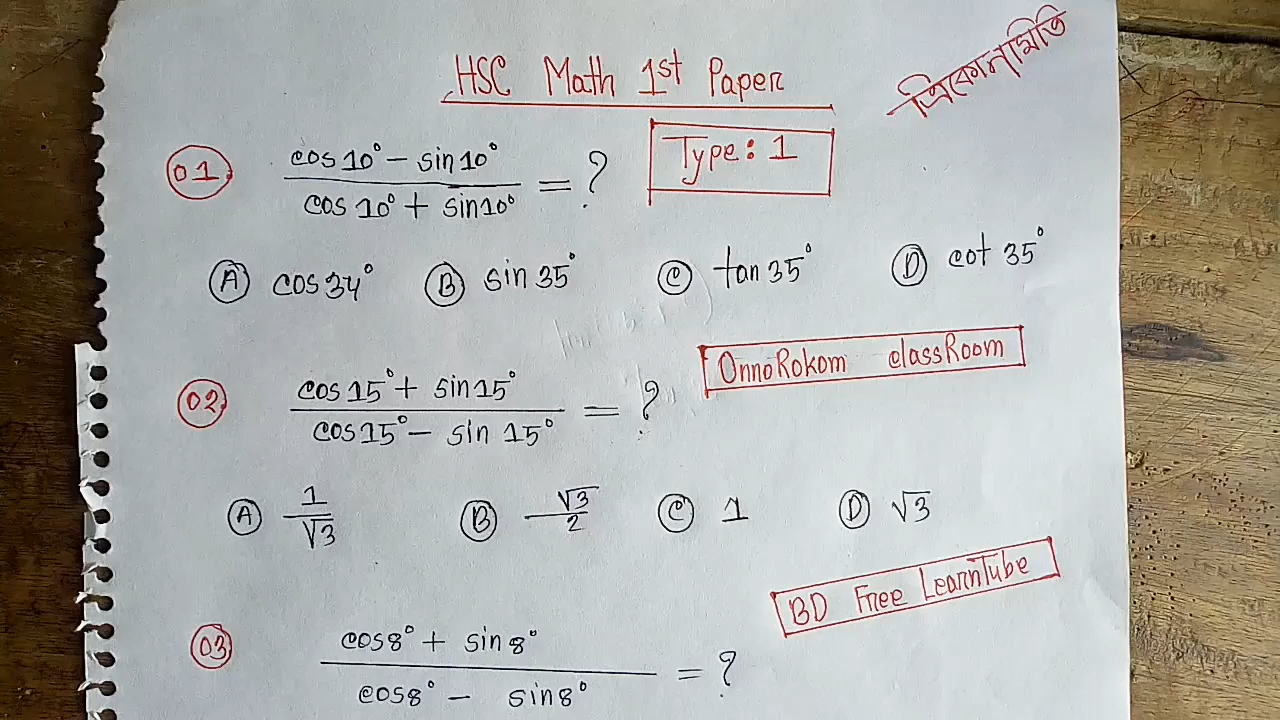 HSC Math 1st Paper
ত্রিকোনমিতি
01 (cos10° − sin10°)/(cos10° + sin10°) = ?
Type: 1
Ⓐ cos34° Ⓑ sin35° Ⓒ tan35° Ⓓ cot35°
OnnoRokom classRoom
02 (cos15° + sin15°)/(cos15° − sin15°) = ?
Ⓐ 1/√3 Ⓑ √3/2 Ⓒ 1 Ⓓ √3
BD Free LearnTube
03 (cos8° + sin8°)/(cos8° − sin8°) = ?